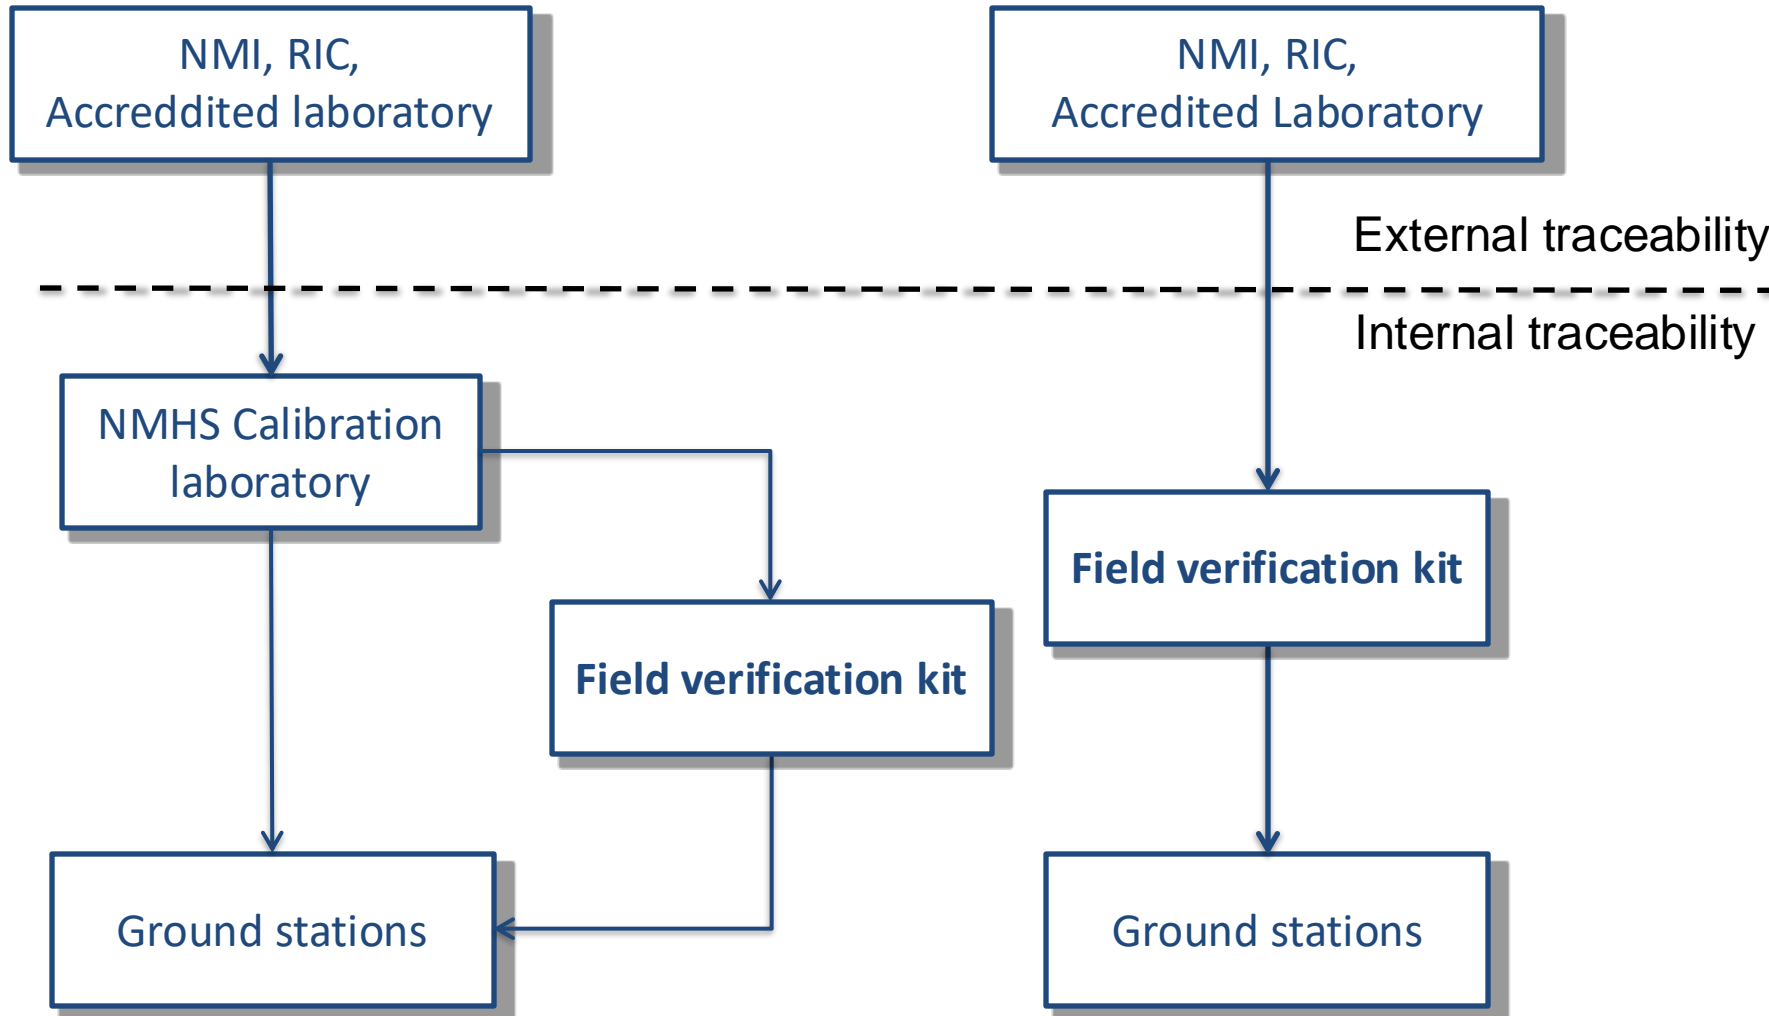 NMI, RIC,
Accreddited laboratory
NMI, RIC,
Accredited Laboratory
External traceability
Internal traceability
NMHS Calibration
laboratory
Field verification kit
Field verification kit
Ground stations
Ground stations